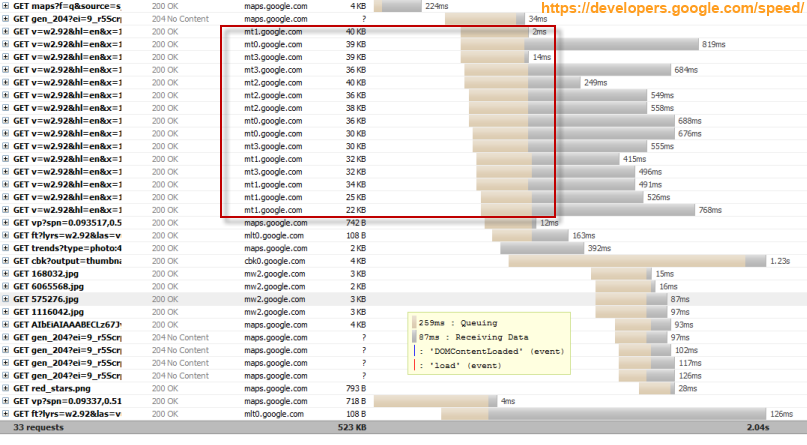 https://developers.google.com/speed/
GET maps?f=q&source=s_ 200 OK maps.google.com 4 KB 224ms
GET gen_204?ei=9_r5Scrp 204 No Content maps.google.com ? 34ms
GET v=w2.92&hl=en&x=1 200 OK mt1.google.com 40 KB 2ms
GET v=w2.92&hl=en&x=1 200 OK mt0.google.com 39 KB 819ms
GET v=w2.92&hl=en&x=1 200 OK mt3.google.com 39 KB 14ms
GET v=w2.92&hl=en&x=1 200 OK mt3.google.com 36 KB 684ms
GET v=w2.92&hl=en&x=1 200 OK mt2.google.com 40 KB 249ms
GET v=w2.92&hl=en&x=1 200 OK mt2.google.com 36 KB 549ms
GET v=w2.92&hl=en&x=1 200 OK mt2.google.com 38 KB 558ms
GET v=w2.92&hl=en&x=1 200 OK mt0.google.com 36 KB 688ms
GET v=w2.92&hl=en&x=1 200 OK mt0.google.com 30 KB 676ms
GET v=w2.92&hl=en&x=1 200 OK mt3.google.com 30 KB 555ms
GET v=w2.92&hl=en&x=1 200 OK mt1.google.com 32 KB 415ms
GET v=w2.92&hl=en&x=1 200 OK mt3.google.com 32 KB 496ms
GET v=w2.92&hl=en&x=1 200 OK mt1.google.com 34 KB 491ms
GET v=w2.92&hl=en&x=1 200 OK mt1.google.com 25 KB 526ms
GET v=w2.92&hl=en&x=1 200 OK mt1.google.com 22 KB 768ms
GET vp?spn=0.093517,0.5 200 OK maps.google.com 742 B 12ms
GET ft?lyrs=w2.92&las=v 200 OK mlt0.google.com 108 B 163ms
GET trends?type=photo:4 200 OK maps.google.com 2 KB 392ms
GET cbk?output=thumbna 200 OK cbk0.google.com 4 KB 1.23s
GET 168032.jpg 200 OK mw2.google.com 3 KB 15ms
GET 6065568.jpg 200 OK mw2.google.com 2 KB 16ms
GET 575276.jpg 200 OK mw2.google.com 3 KB 87ms
GET 1116042.jpg 200 OK mw2.google.com 3 KB 97ms
GET AIbEiAIAAABECLz67J 200 OK maps.google.com 4 KB 93ms
GET gen_204?ei=9_r5Scrp 204 No Content maps.google.com ? 97ms
GET gen_204?ei=9_r5Scrp 204 No Content maps.google.com ? 102ms
GET gen_204?ei=9_r5Scrp 204 No Content maps.google.com ? 117ms
GET gen_204?ei=9_r5Scrp 204 No Content maps.google.com ? 126ms
GET red_stars.png 200 OK maps.google.com 793 B 28ms
GET vp?spn=0.09337,0.51 200 OK maps.google.com 718 B 4ms
GET ft?lyrs=w2.92&las=v 200 OK mlt0.google.com 108 B 126ms
33 requests 523 KB 2.04s
259ms : Queuing
87ms : Receiving Data
: 'DOMContentLoaded' (event)
: 'load' (event)